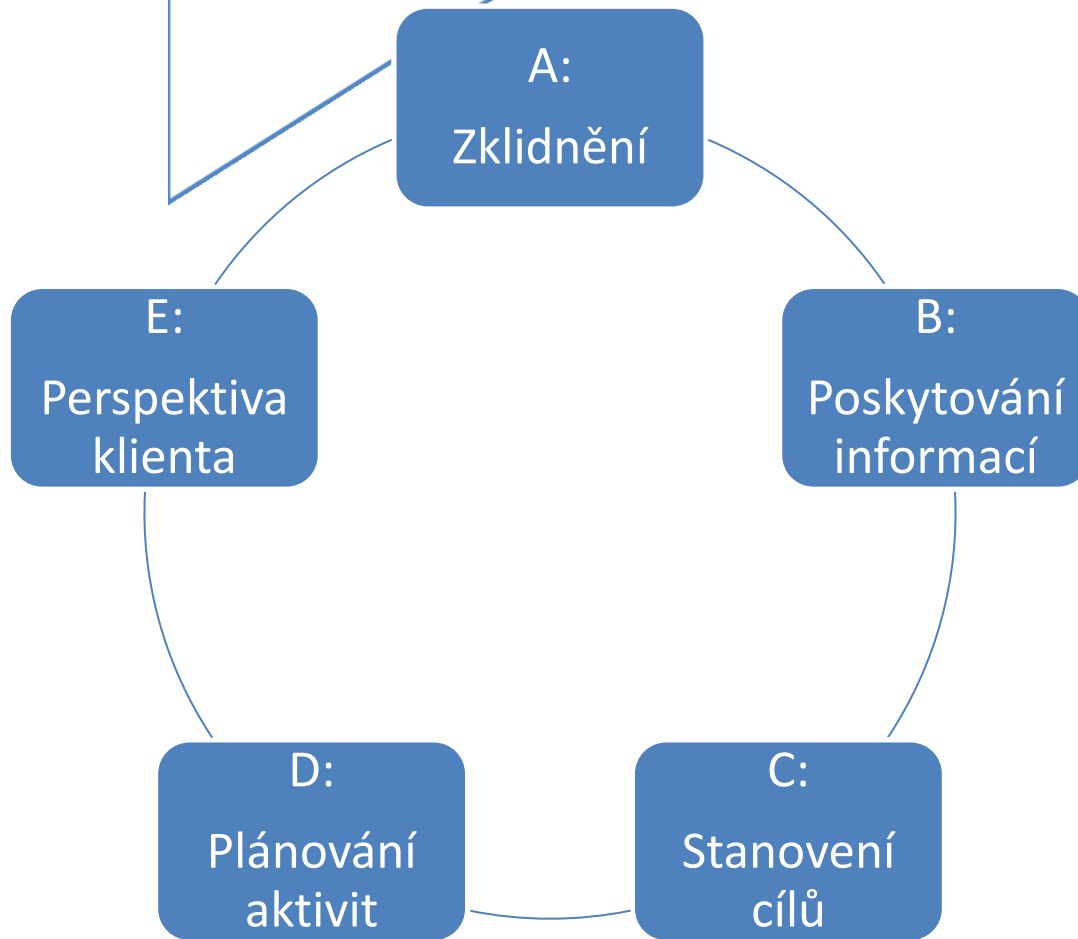 A:
Zklidnění
B:
Poskytování
informací
C:
Stanovení
cílů
D:
Plánování
aktivit
E:
Perspektiva
klienta